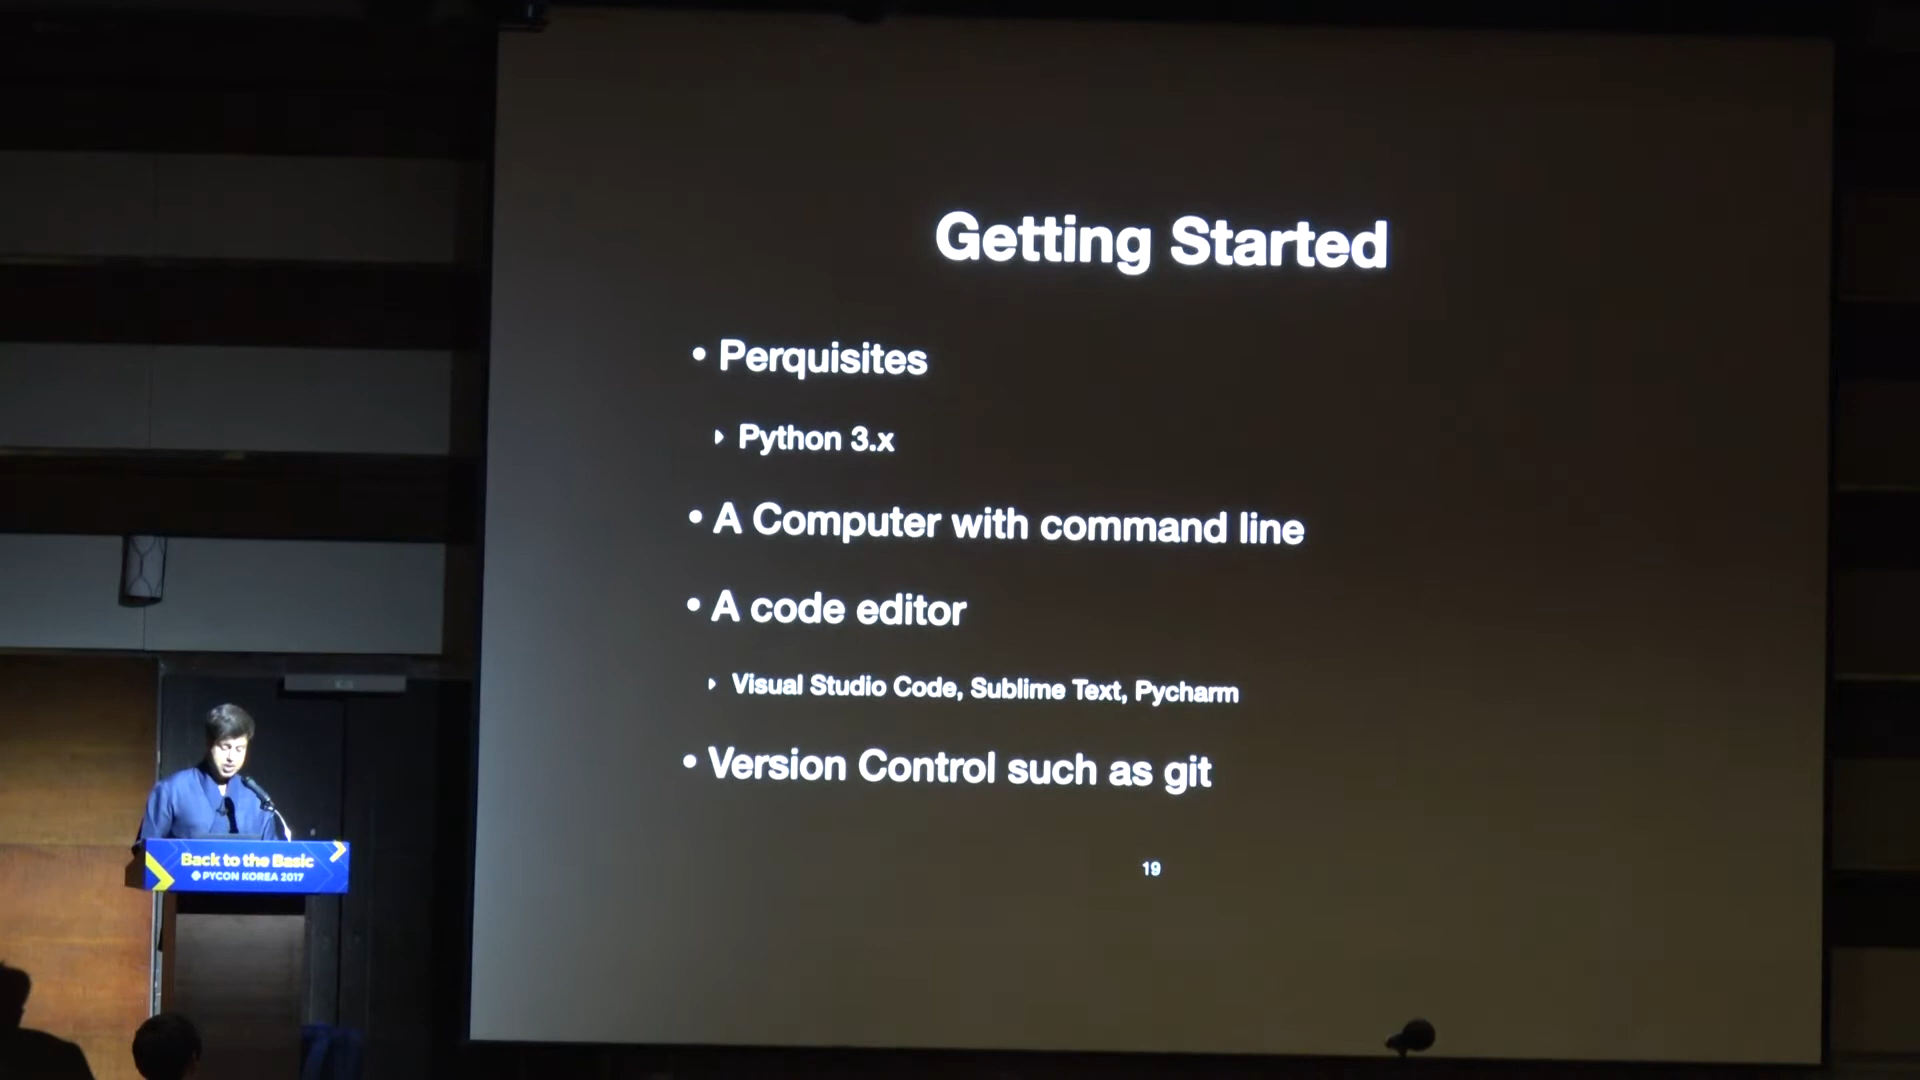 Getting Started
• Perquisites
‣ Python 3.x
• A Computer with command line
• A code editor
‣ Visual Studio Code, Sublime Text, Pycharm
• Version Control such as git
19
Back to the Basic
PYCON KOREA 2017